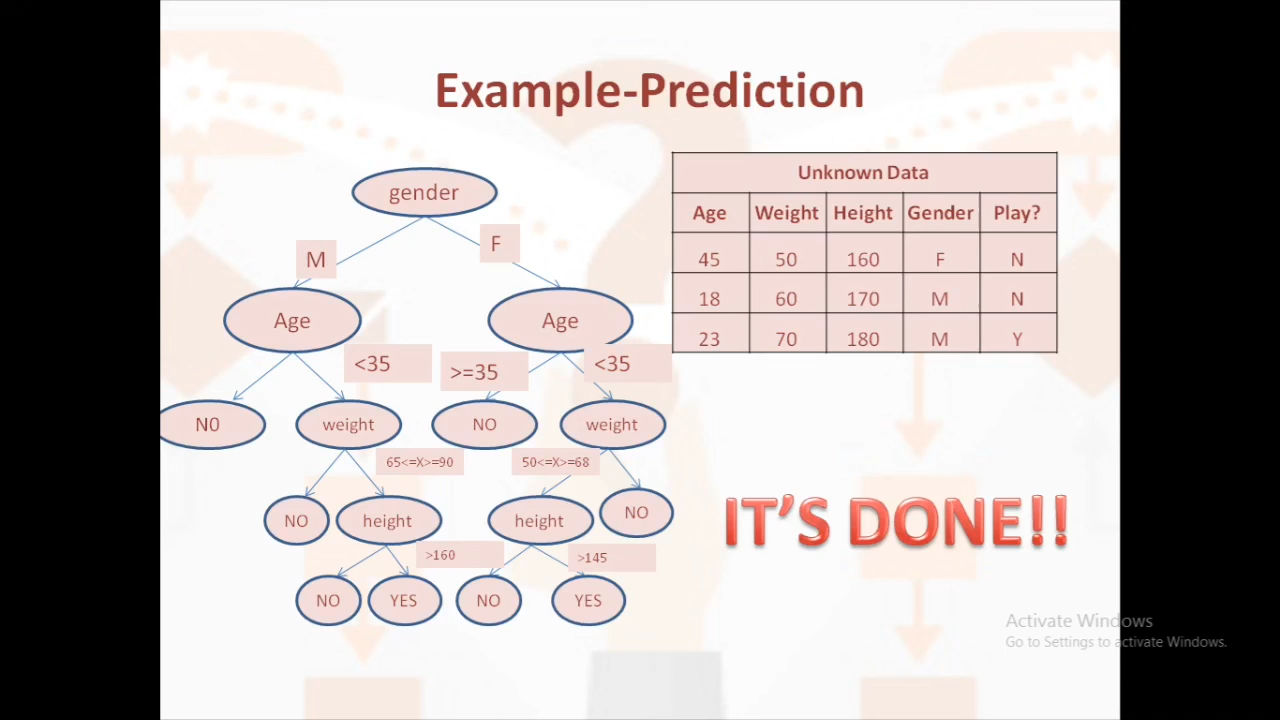 Example-Prediction
gender
M
F
Age
Age
<35
>=35
<35
N0
weight
NO
weight
65<=X>=90
50<=X>=68
NO
height
height
NO
>160
>145
NO
YES
NO
YES
Unknown Data
Age Weight Height Gender Play?
45 50 160 F N
18 60 170 M N
23 70 180 M Y
IT'S DONE!!
Activate Windows
Go to Settings to activate Windows.